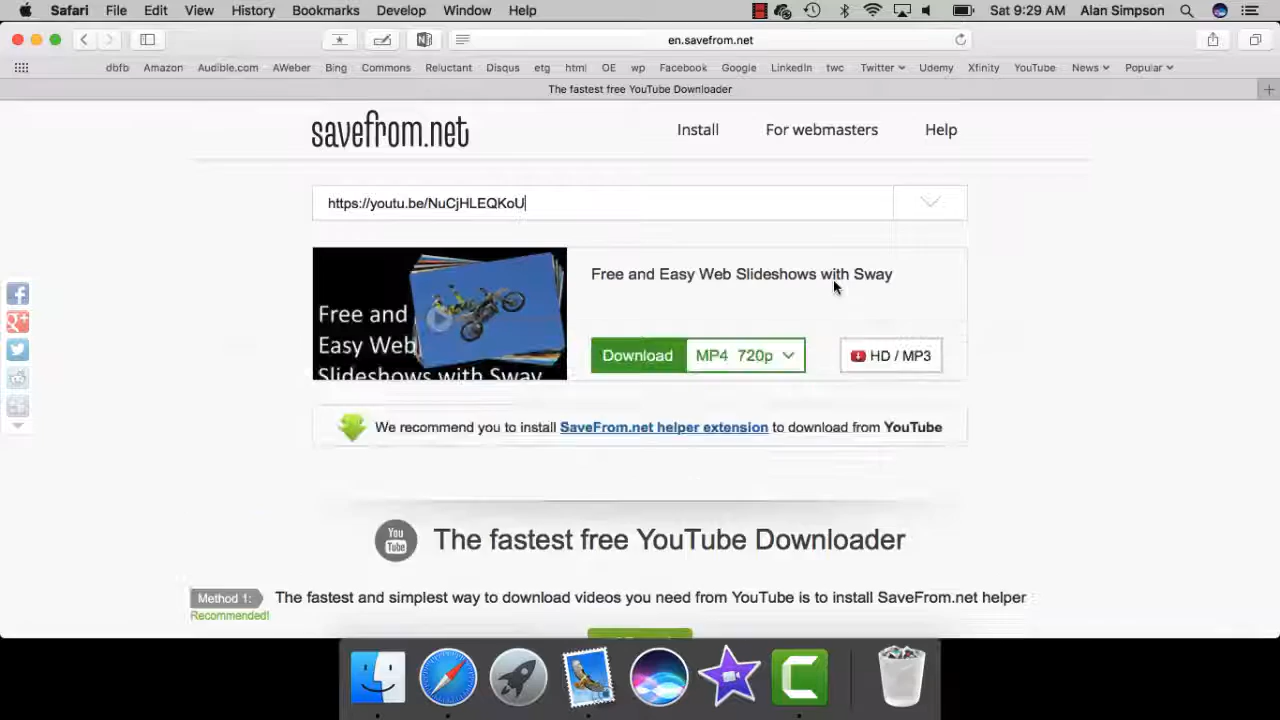 Safari File Edit View History Bookmarks Develop Window Help Sat 9:29 AM Alan Simpson
en.savefrom.net
dbfb Amazon Audible.com AWeber Bing Commons Reluctant Disqus etg html OE wp Facebook Google LinkedIn twc Twitter Udemy Xfinity YouTube News Popular
The fastest free YouTube Downloader
savefrom.net Install For webmasters Help
https://youtu.be/NuCjHLEQKoU
Free and
Easy Web
Slideshows with Sway
Free and Easy Web Slideshows with Sway
Download MP4 720p HD / MP3
We recommend you to install SaveFrom.net helper extension to download from YouTube
You
Tube
The fastest free YouTube Downloader
Method 1: The fastest and simplest way to download videos you need from YouTube is to install SaveFrom.net helper
Recommended!